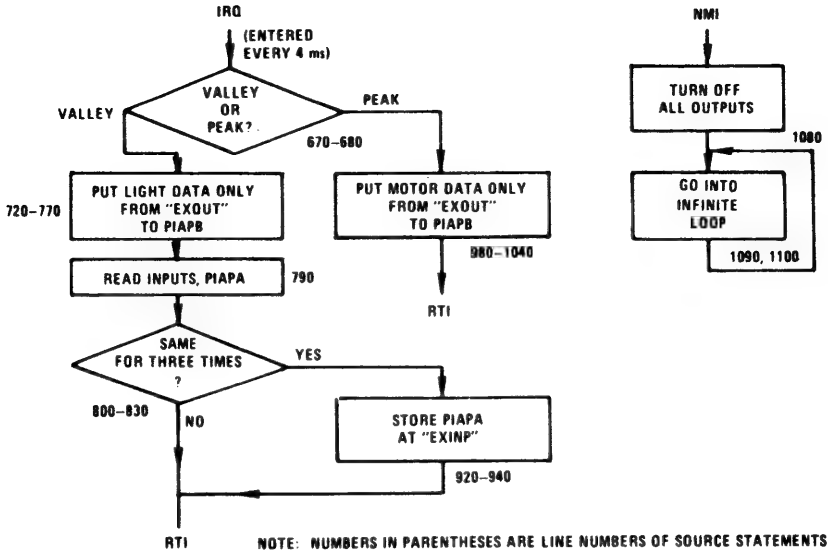 IRQ
(ENTERED
EVERY 4 ms)
VALLEY
OR
PEAK?
VALLEY
PEAK
670–680
PUT LIGHT DATA ONLY
FROM "EXOUT"
TO PIAPB
720–770
PUT MOTOR DATA ONLY
FROM "EXOUT"
TO PIAPB
980–1040
RTI
READ INPUTS, PIAPA
790
SAME
FOR THREE TIMES
?
YES
800–830
NO
STORE PIAPA
AT "EXINP"
920–940
RTI
NMI
TURN OFF
ALL OUTPUTS
1080
GO INTO
INFINITE
LOOP
1090, 1100
NOTE: NUMBERS IN PARENTHESES ARE LINE NUMBERS OF SOURCE STATEMENTS